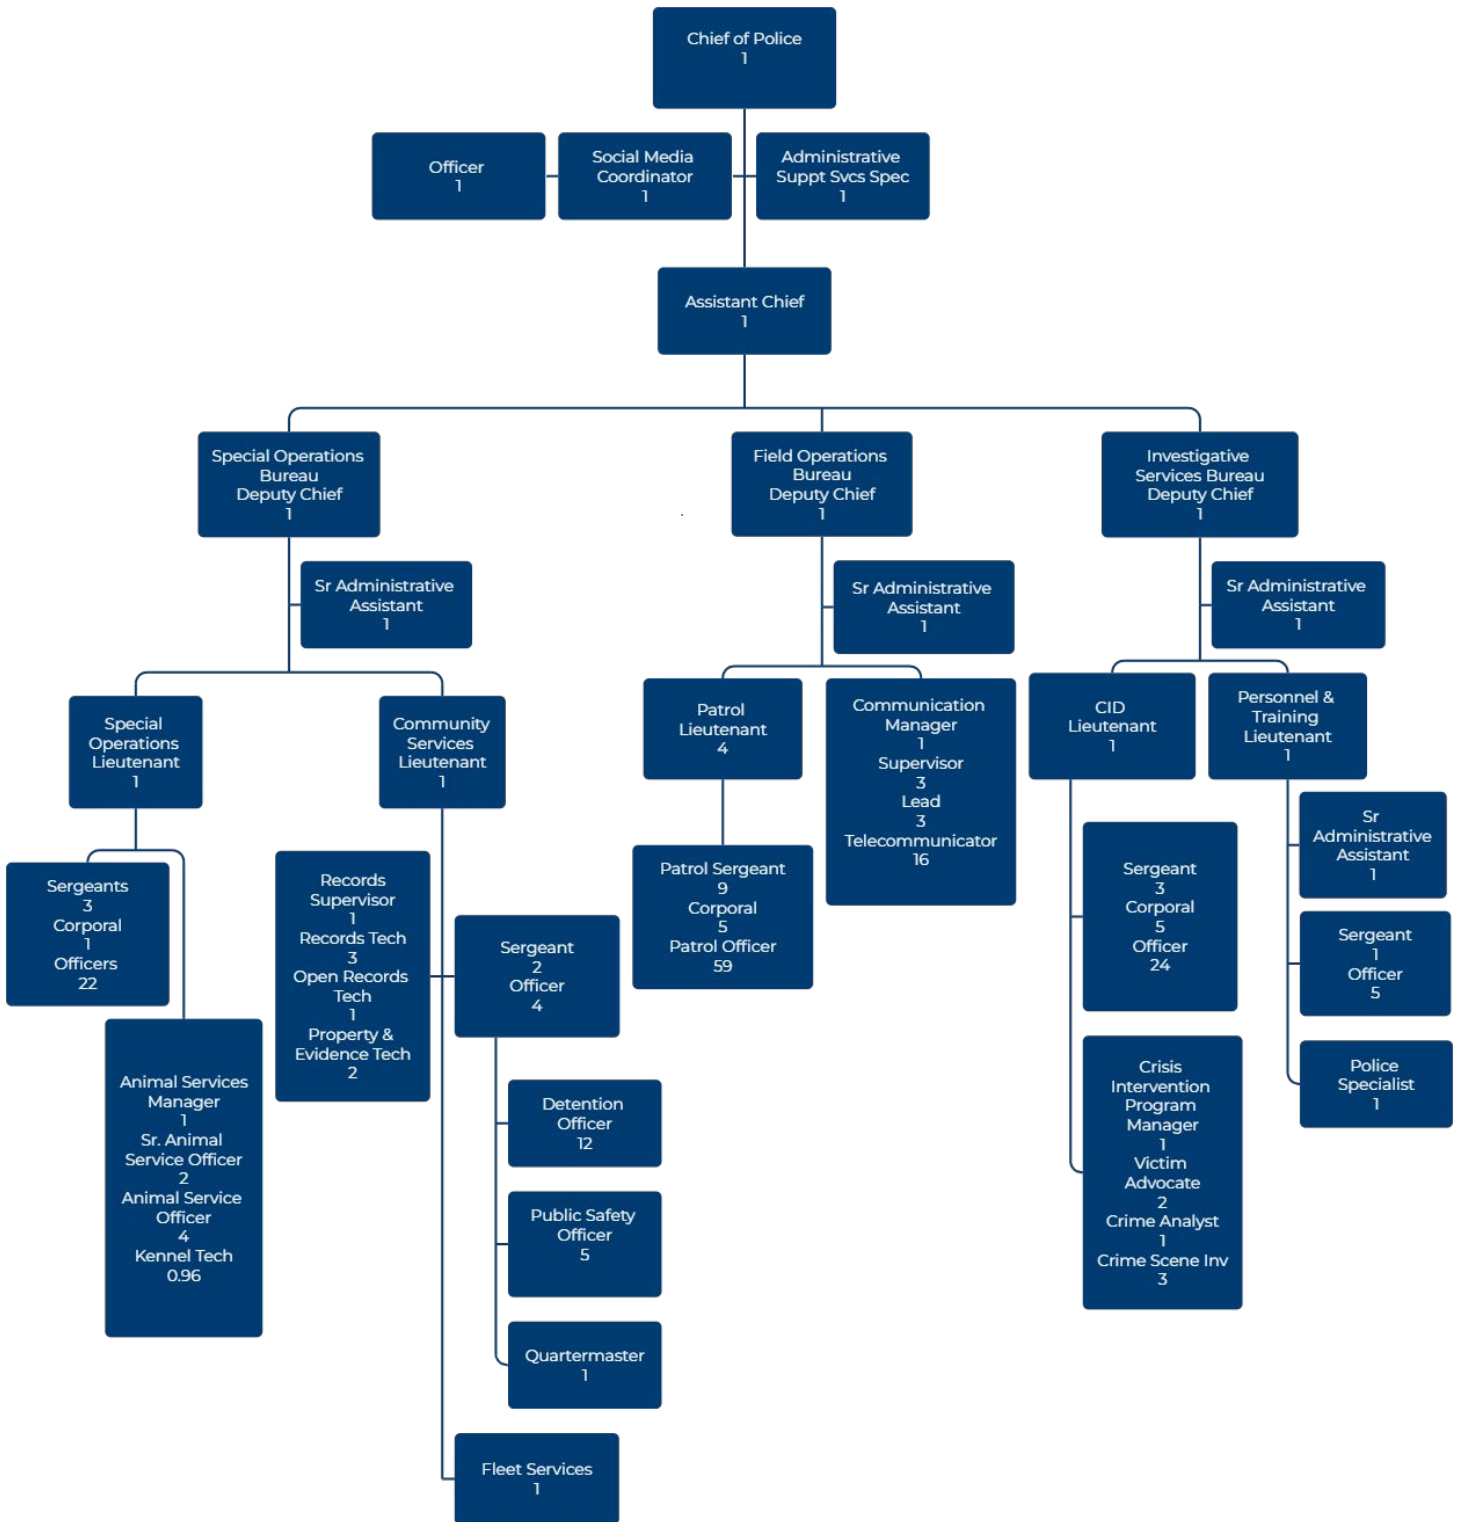 Chief of Police
1
Officer
1
Social Media
Coordinator
1
Administrative
Suppt Svcs Spec
1
Assistant Chief
1
Special Operations
Bureau
Deputy Chief
1
Field Operations
Bureau
Deputy Chief
1
Investigative
Services Bureau
Deputy Chief
1
Sr Administrative
Assistant
1
Sr Administrative
Assistant
1
Sr Administrative
Assistant
1
Special
Operations
Lieutenant
1
Community
Services
Lieutenant
1
Patrol
Lieutenant
4
Communication
Manager
1
Supervisor
3
Lead
3
Telecommunicator
16
CID
Lieutenant
1
Personnel &
Training
Lieutenant
1
Sergeants
3
Corporal
1
Officers
22
Animal Services
Manager
1
Sr. Animal
Service Officer
2
Animal Service
Officer
4
Kennel Tech
0.96
Records
Supervisor
1
Records Tech
3
Open Records
Tech
1
Property &
Evidence Tech
2
Sergeant
2
Officer
4
Detention
Officer
12
Public Safety
Officer
5
Quartermaster
1
Fleet Services
1
Patrol Sergeant
9
Corporal
5
Patrol Officer
59
Sergeant
3
Corporal
5
Officer
24
Crisis
Intervention
Program
Manager
1
Victim
Advocate
2
Crime Analyst
1
Crime Scene Inv
3
Sr
Administrative
Assistant
1
Sergeant
1
Officer
5
Police
Specialist
1